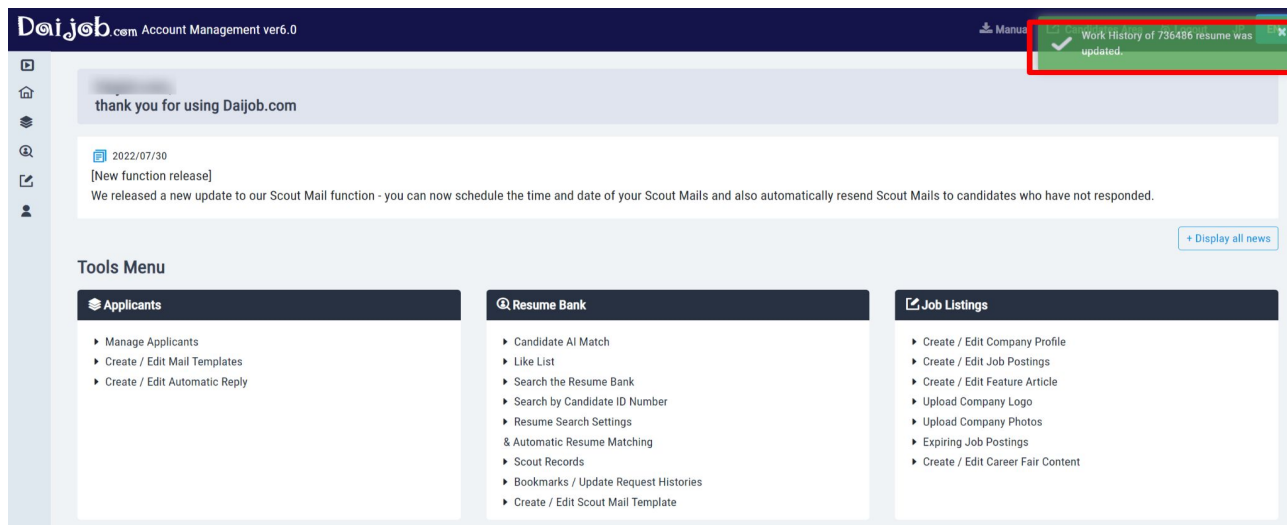 Daijob.com Account Management ver6.0
Manua
Work History of 736486 resume was
updated.
thank you for using Daijob.com
2022/07/30
[New function release]
We released a new update to our Scout Mail function - you can now schedule the time and date of your Scout Mails and also automatically resend Scout Mails to candidates who have not responded.
+ Display all news
Tools Menu
Applicants
Manage Applicants
Create / Edit Mail Templates
Create / Edit Automatic Reply
Resume Bank
Candidate AI Match
Like List
Search the Resume Bank
Search by Candidate ID Number
Resume Search Settings
& Automatic Resume Matching
Scout Records
Bookmarks / Update Request Histories
Create / Edit Scout Mail Template
Job Listings
Create / Edit Company Profile
Create / Edit Job Postings
Create / Edit Feature Article
Upload Company Logo
Upload Company Photos
Expiring Job Postings
Create / Edit Career Fair Content